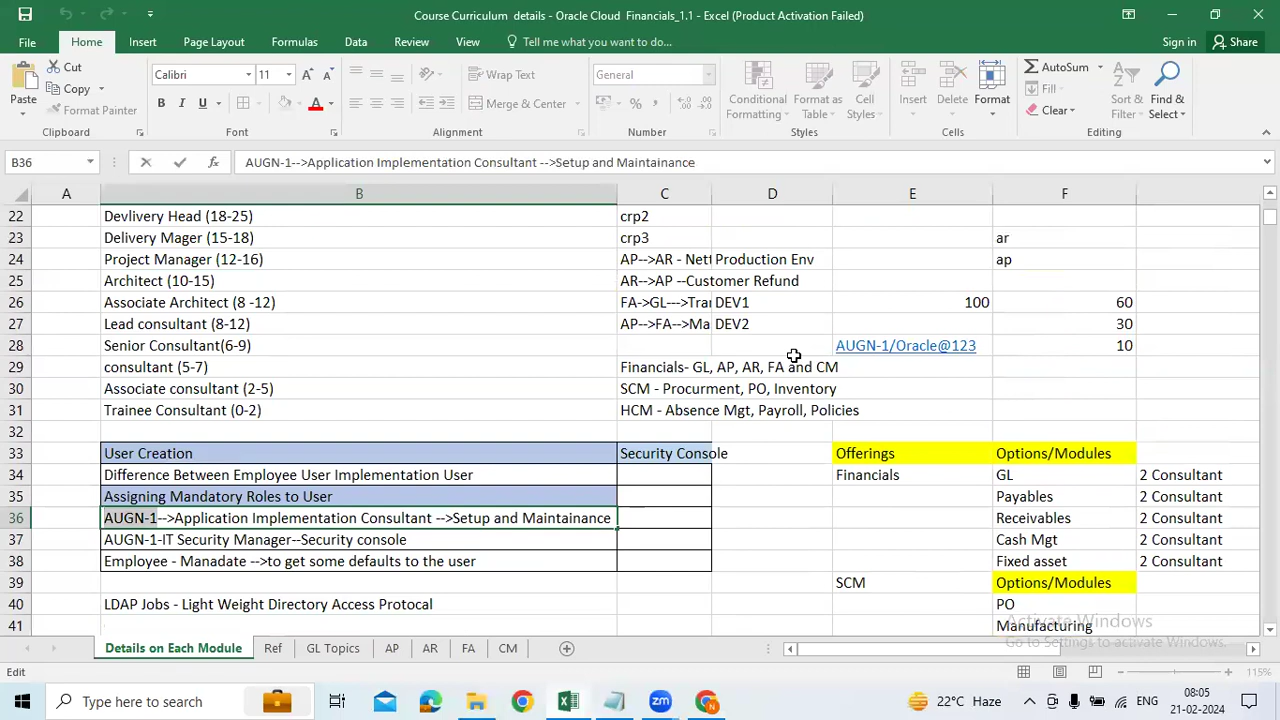 Course Curriculum details - Oracle Cloud Financials_1.1 - Excel (Product Activation Failed)
File Home Insert Page Layout Formulas Data Review View Tell me what you want to do... Sign in Share
Paste Cut Copy Format Painter Clipboard
Calibri 11 B I U A Font
Wrap Text Merge & Center Alignment
General % Number
Conditional Formatting Format as Table Cell Styles Styles
Insert Delete Format Cells
AutoSum Fill Clear Sort & Filter Find & Select Editing
B36 fx AUGN-1-->Application Implementation Consultant -->Setup and Maintainance
A B C D E F
22 Devlivery Head (18-25) crp2
23 Delivery Mager (15-18) crp3 ar
24 Project Manager (12-16) AP-->AR - Nett Production Env ap
25 Architect (10-15) AR-->AP --Customer Refund
26 Associate Architect (8 -12) FA->GL--->Trar DEV1 100 60
27 Lead consultant (8-12) AP-->FA-->Ma DEV2 30
28 Senior Consultant(6-9) AUGN-1/Oracle@123 10
29 consultant (5-7) Financials- GL, AP, AR, FA and CM
30 Associate consultant (2-5) SCM - Procurment, PO, Inventory
31 Trainee Consultant (0-2) HCM - Absence Mgt, Payroll, Policies
32
33 User Creation Security Console Offerings Options/Modules
34 Difference Between Employee User Implementation User Financials GL 2 Consultant
35 Assigning Mandatory Roles to User Payables 2 Consultant
36 AUGN-1-->Application Implementation Consultant -->Setup and Maintainance Receivables 2 Consultant
37 AUGN-1-IT Security Manager--Security console Cash Mgt 2 Consultant
38 Employee - Manadate -->to get some defaults to the user Fixed asset 2 Consultant
39 SCM Options/Modules
40 LDAP Jobs - Light Weight Directory Access Protocal PO
41 Manufacturing
Activate Windows
Go to Settings to activate Windows.
Details on Each Module Ref GL Topics AP AR FA CM
Edit 115%
Type here to search 22°C Haze ENG 08:05
21-02-2024